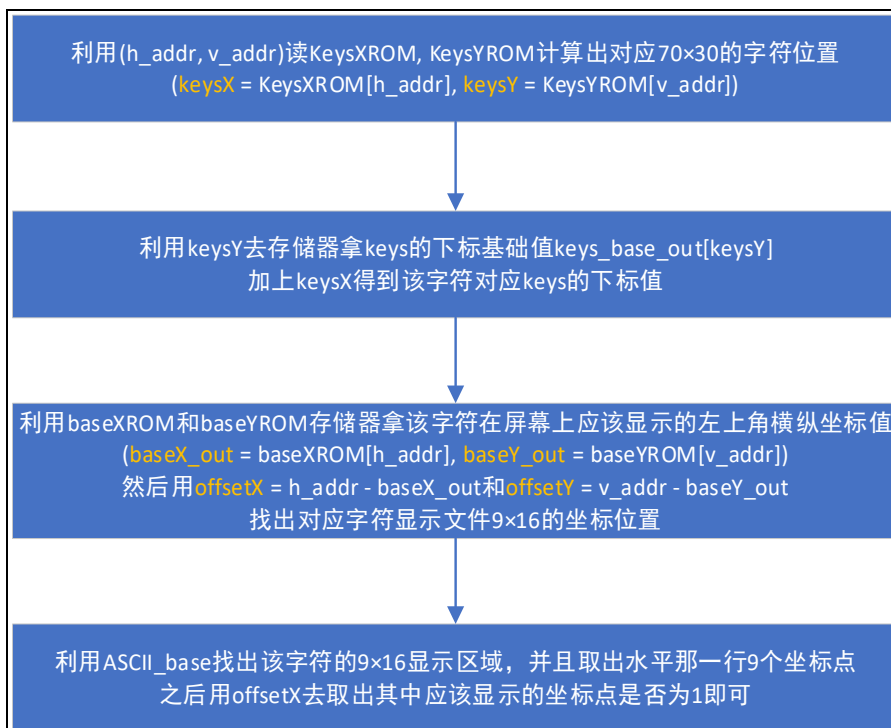 利用(h_addr, v_addr)读KeysXROM, KeysYROM计算出对应70×30的字符位置
(keysX = KeysXROM[h_addr], keysY = KeysYROM[v_addr])
利用keysY去存储器拿keys的下标基础值keys_base_out[keysY]
加上keysX得到该字符对应keys的下标值
利用baseXROM和baseYROM存储器拿该字符在屏幕上应该显示的左上角横纵坐标值
(baseX_out = baseXROM[h_addr], baseY_out = baseYROM[v_addr])
然后用offsetX = h_addr - baseX_out和offsetY = v_addr - baseY_out
找出对应字符显示文件9×16的坐标位置
利用ASCII_base找出该字符的9×16显示区域，并且取出水平那一行9个坐标点
之后用offsetX去取出其中应该显示的坐标点是否为1即可